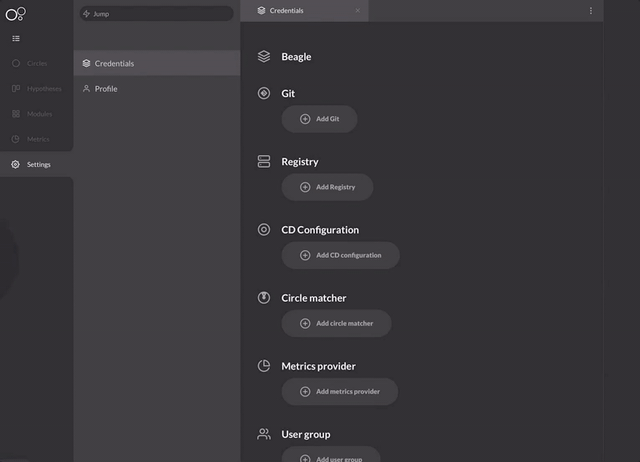 Jump
Circles
Hypotheses
Modules
Metrics
Settings
Credentials
Profile
Credentials
Beagle
Git
Add Git
Registry
Add Registry
CD Configuration
Add CD configuration
Circle matcher
Add circle matcher
Metrics provider
Add metrics provider
User group
Add user group